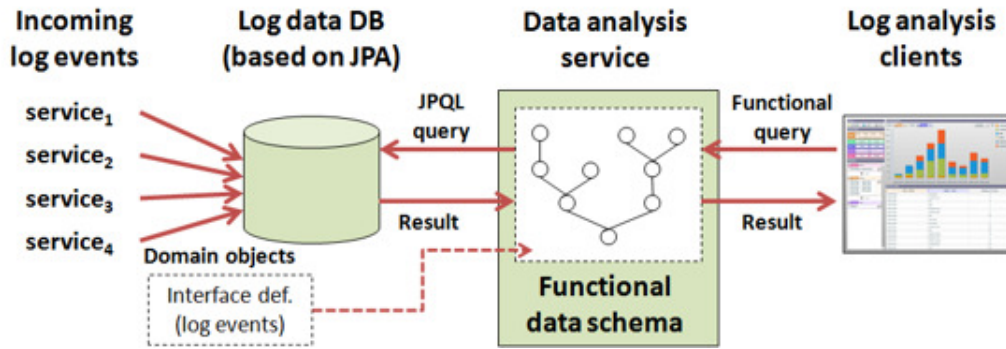 Incoming
log events
Log data DB
(based on JPA)
Data analysis
service
Log analysis
clients
service1
service2
service3
service4
JPQL
query
Result
Functional
query
Result
Domain objects
Interface def.
(log events)
Functional
data schema